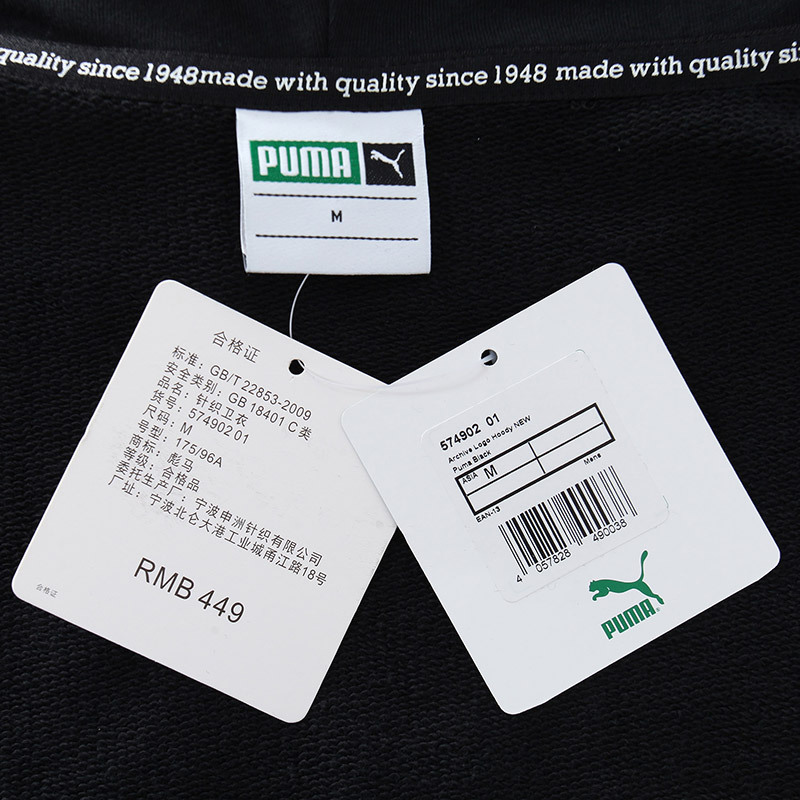 quality since 1948 made with quality since 1948 made with quality si
PUMA
M
合格证
标准: GB/T 22853-2009
安全类别: GB 18401 C 类
品名: 针织卫衣
货号: 574902 01
尺码: M
号型: 175/96A
商标: 彪马
等级: 合格品
委托生产厂: 宁波申洲针织有限公司
厂址: 宁波北仑大港工业城甬江路18号
RMB 449
合格证
574902 01
Archive Logo Hoody NEW
Puma Black
ASIA M
Mens
EAN-13
4 057828 490038
PUMA